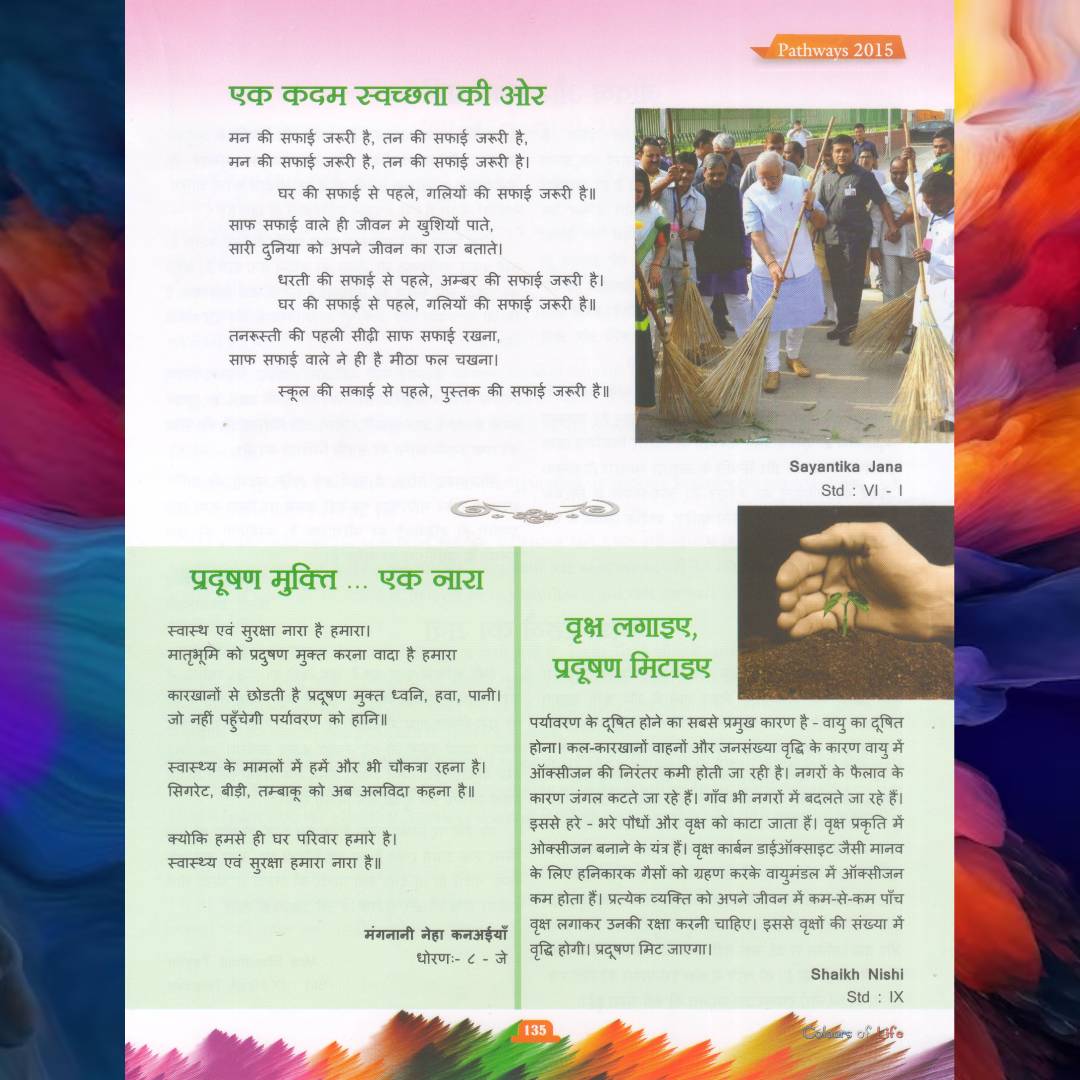 Pathways 2015
एक कदम स्वच्छता की ओर
मन की सफाई जरूरी है, तन की सफाई जरूरी है,
मन की सफाई जरूरी है, तन की सफाई जरूरी है।
घर की सफाई से पहले, गलियों की सफाई जरूरी है॥
साफ सफाई वाले ही जीवन मे खुशियों पाते,
सारी दुनिया को अपने जीवन का राज बताते।
धरती की सफाई से पहले, अम्बर की सफाई जरूरी है।
घर की सफाई से पहले, गलियों की सफाई जरूरी है॥
तनरूस्ती की पहली सीढ़ी साफ सफाई रखना,
साफ सफाई वाले ने ही है मीठा फल चखना।
स्कूल की सकाई से पहले, पुस्तक की सफाई जरूरी है॥
Sayantika Jana
Std : VI - I
प्रदूषण मुक्ति ... एक नारा
स्वास्थ एवं सुरक्षा नारा है हमारा।
मातृभूमि को प्रदुषण मुक्त करना वादा है हमारा
कारखानों से छोडती है प्रदूषण मुक्त ध्वनि, हवा, पानी।
जो नहीं पहुँचेगी पर्यावरण को हानि॥
स्वास्थ्य के मामलों में हमें और भी चौकत्रा रहना है।
सिगरेट, बीड़ी, तम्बाकू को अब अलविदा कहना है॥
क्योकि हमसे ही घर परिवार हमारे है।
स्वास्थ्य एवं सुरक्षा हमारा नारा है॥
मंगनानी नेहा कनअईयाँ
धोरणः- ८ - जे
वृक्ष लगाइए,
प्रदूषण मिटाइए
पर्यावरण के दूषित होने का सबसे प्रमुख कारण है - वायु का दूषित
होना। कल-कारखानों वाहनों और जनसंख्या वृद्धि के कारण वायु में
ऑक्सीजन की निरंतर कमी होती जा रही है। नगरों के फैलाव के
कारण जंगल कटते जा रहे हैं। गाँव भी नगरों में बदलते जा रहे हैं।
इससे हरे - भरे पौधों और वृक्ष को काटा जाता हैं। वृक्ष प्रकृति में
ओक्सीजन बनाने के यंत्र हैं। वृक्ष कार्बन डाईऑक्साइट जैसी मानव
के लिए हनिकारक गैसों को ग्रहण करके वायुमंडल में ऑक्सीजन
कम होता हैं। प्रत्येक व्यक्ति को अपने जीवन में कम-से-कम पाँच
वृक्ष लगाकर उनकी रक्षा करनी चाहिए। इससे वृक्षों की संख्या में
वृद्धि होगी। प्रदूषण मिट जाएगा।
Shaikh Nishi
Std : IX
135
Colours of Life